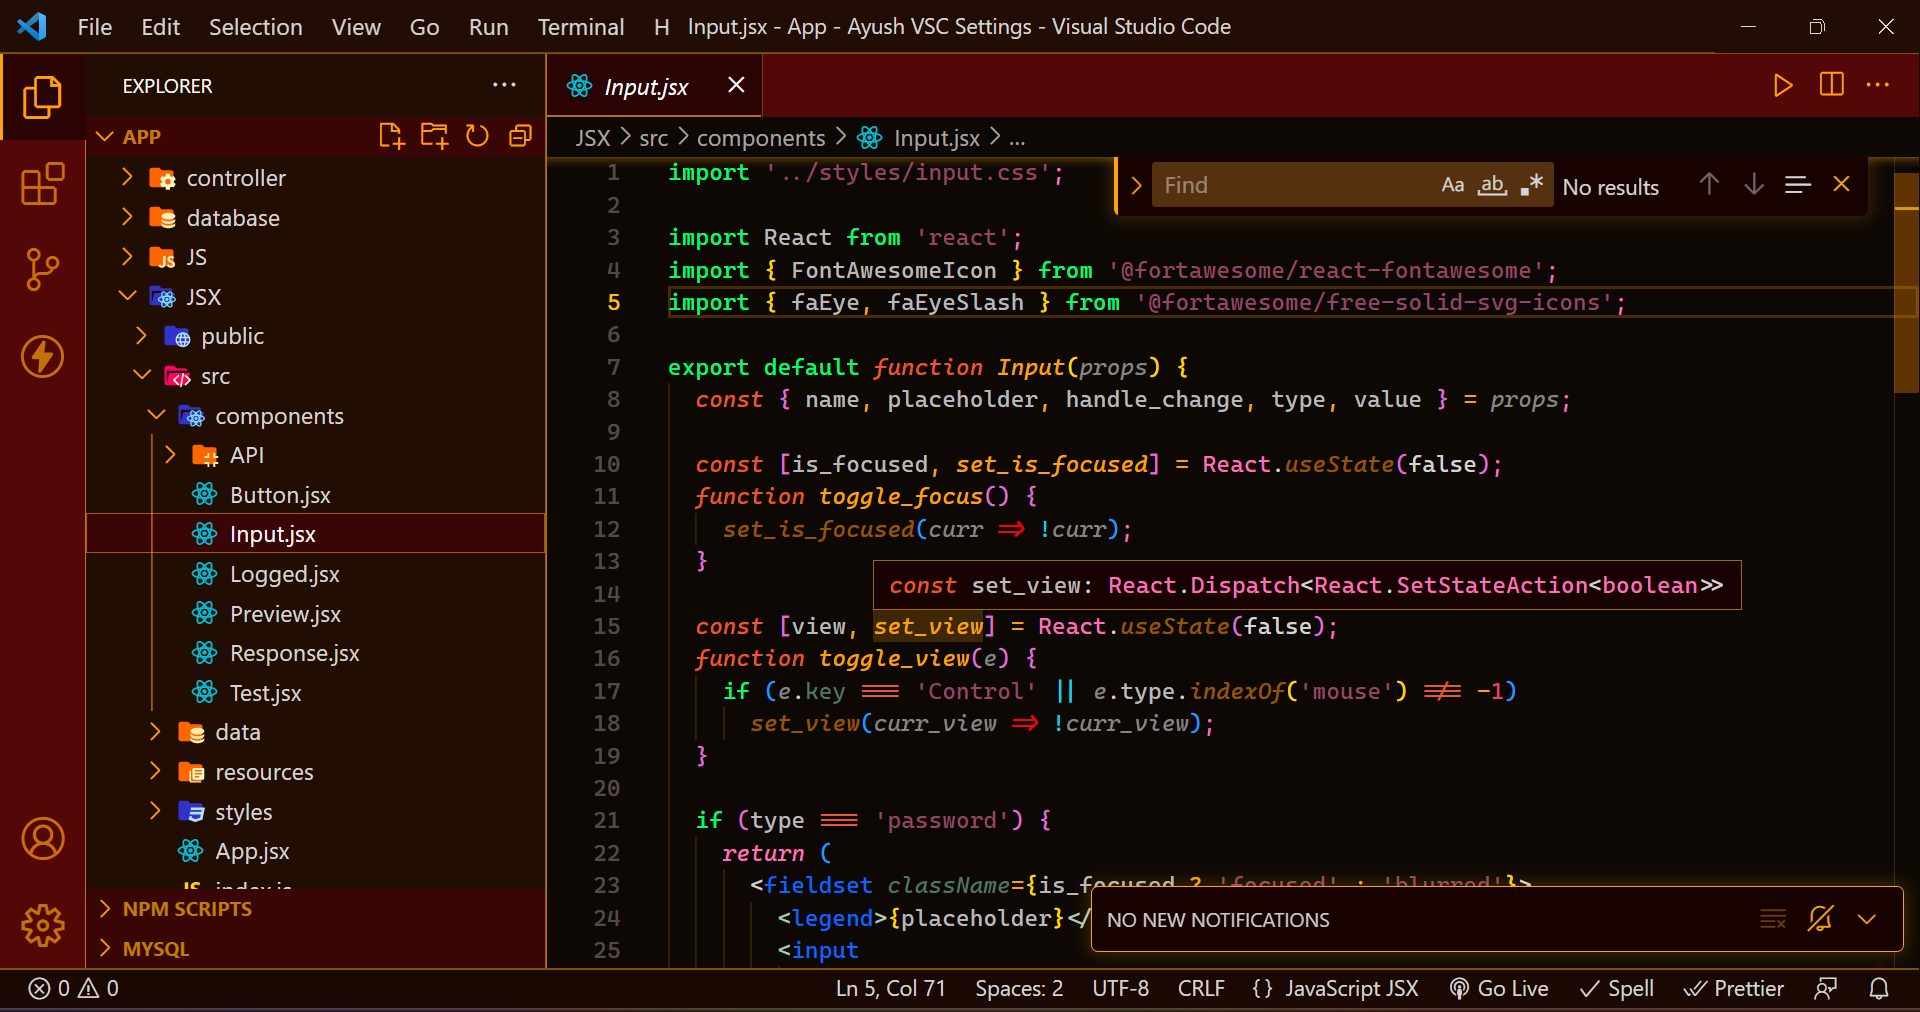 File Edit Selection View Go Run Terminal H Input.jsx - App - Ayush VSC Settings - Visual Studio Code
EXPLORER ···
APP
controller
database
JS
JSX
public
src
components
API
Button.jsx
Input.jsx
Logged.jsx
Preview.jsx
Response.jsx
Test.jsx
data
resources
styles
App.jsx
JS index.js
NPM SCRIPTS
MYSQL
Input.jsx
JSX > src > components > Input.jsx > ...
Find Aa ab .* No results
1 import '../styles/input.css';
2
3 import React from 'react';
4 import { FontAwesomeIcon } from '@fortawesome/react-fontawesome';
5 import { faEye, faEyeSlash } from '@fortawesome/free-solid-svg-icons';
6
7 export default function Input(props) {
8 const { name, placeholder, handle_change, type, value } = props;
9
10 const [is_focused, set_is_focused] = React.useState(false);
11 function toggle_focus() {
12 set_is_focused(curr => !curr);
13 }
const set_view: React.Dispatch<React.SetStateAction<boolean>>
14
15 const [view, set_view] = React.useState(false);
16 function toggle_view(e) {
17 if (e.key === 'Control' || e.type.indexOf('mouse') !== -1)
18 set_view(curr_view => !curr_view);
19 }
20
21 if (type === 'password') {
22 return (
23 <fieldset className={is_focused ? 'focused' : 'blurred'}>
24 <legend>{placeholder}</
25 <input
NO NEW NOTIFICATIONS
0 0 Ln 5, Col 71 Spaces: 2 UTF-8 CRLF {} JavaScript JSX Go Live Spell Prettier